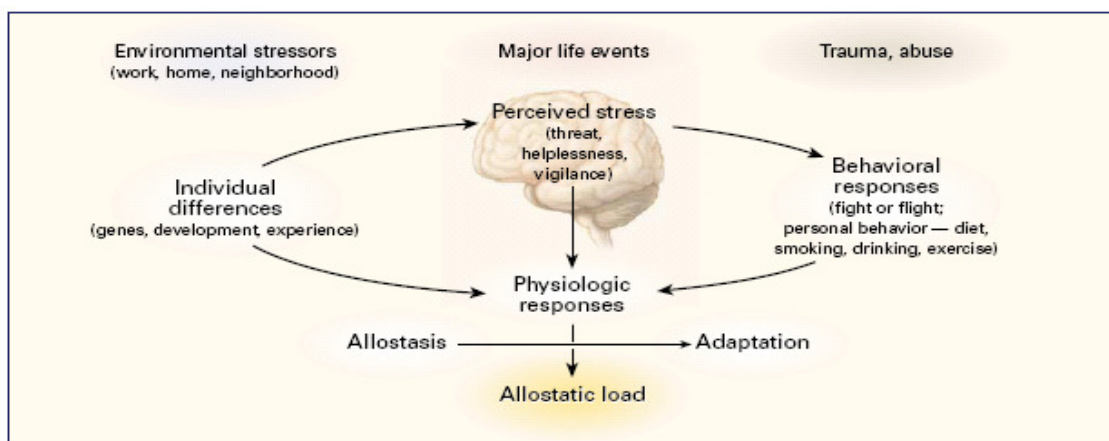 Environmental stressors
(work, home, neighborhood)
Major life events
Trauma, abuse
Perceived stress
(threat,
helplessness,
vigilance)
Individual
differences
(genes, development, experience)
Behavioral
responses
(fight or flight;
personal behavior — diet,
smoking, drinking, exercise)
Physiologic
responses
Allostasis
Adaptation
Allostatic load